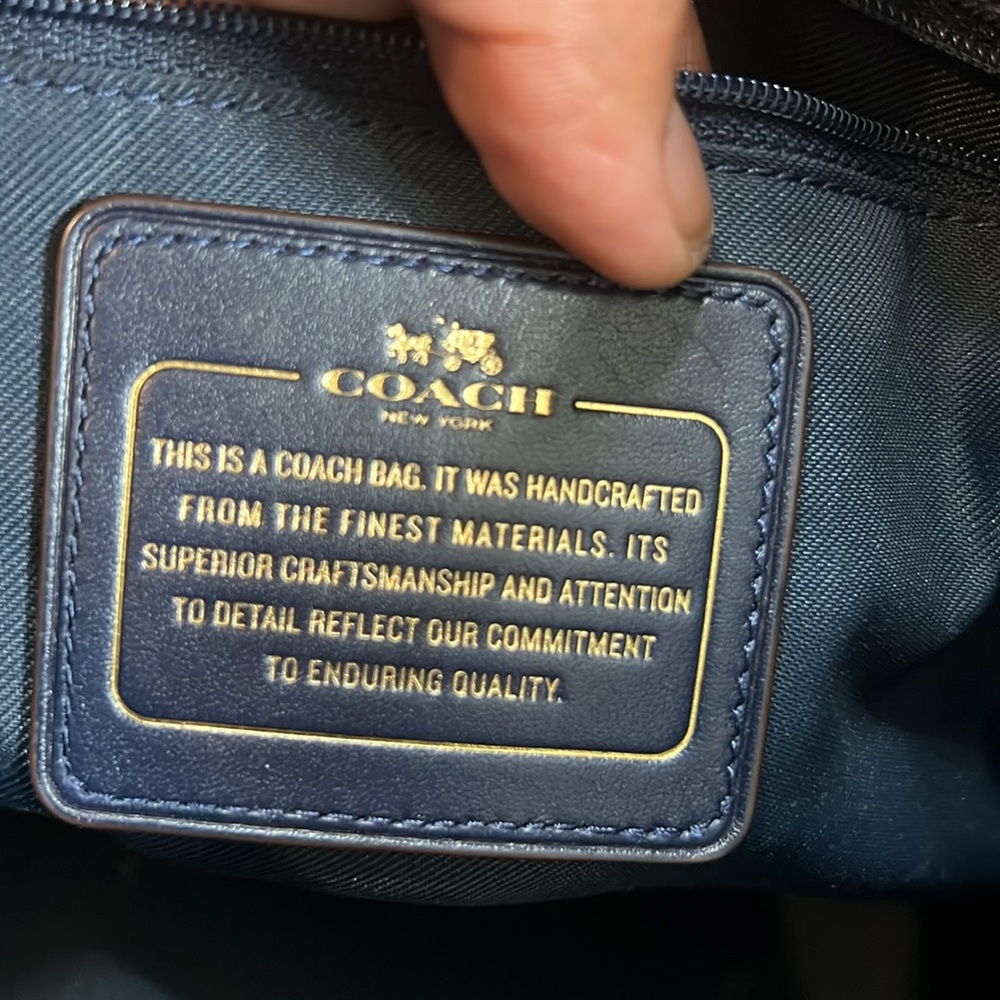 COACH
NEW YORK
THIS IS A COACH BAG. IT WAS HANDCRAFTED
FROM THE FINEST MATERIALS. ITS
SUPERIOR CRAFTSMANSHIP AND ATTENTION
TO DETAIL REFLECT OUR COMMITMENT
TO ENDURING QUALITY.